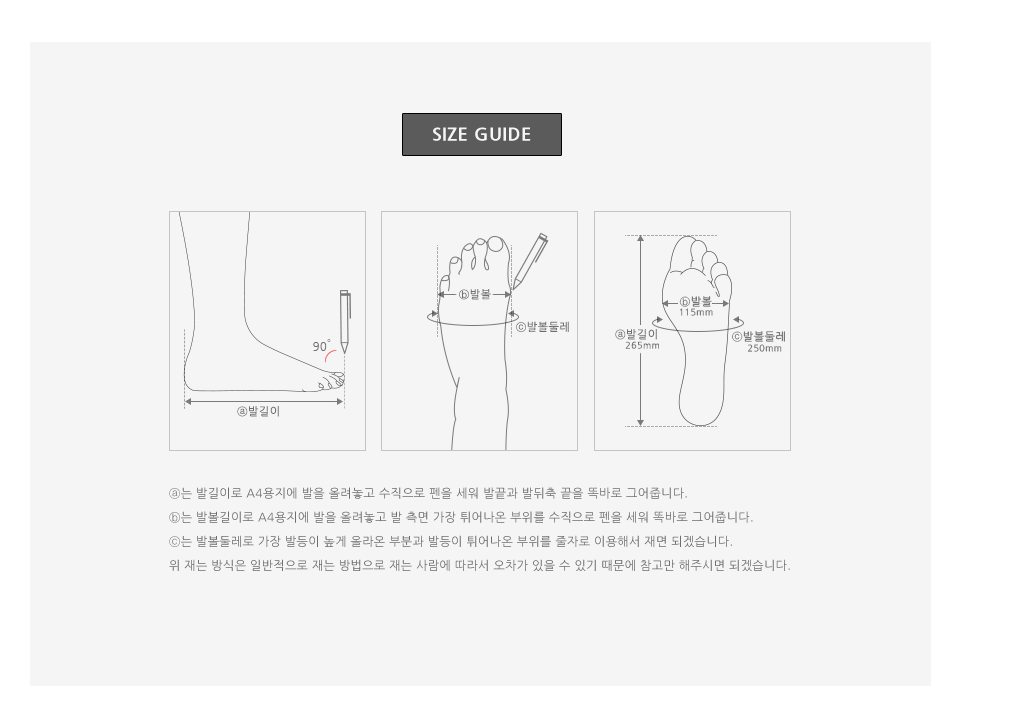 SIZE GUIDE
90°
ⓐ발길이
ⓑ발볼
ⓒ발볼둘레
ⓑ발볼
115mm
ⓐ발길이
265mm
ⓒ발볼둘레
250mm
ⓐ는 발길이로 A4용지에 발을 올려놓고 수직으로 펜을 세워 발끝과 발뒤축 끝을 똑바로 그어줍니다.
ⓑ는 발볼길이로 A4용지에 발을 올려놓고 발 측면 가장 튀어나온 부위를 수직으로 펜을 세워 똑바로 그어줍니다.
ⓒ는 발볼둘레로 가장 발등이 높게 올라온 부분과 발등이 튀어나온 부위를 줄자로 이용해서 재면 되겠습니다.
위 재는 방식은 일반적으로 재는 방법으로 재는 사람에 따라서 오차가 있을 수 있기 때문에 참고만 해주시면 되겠습니다.